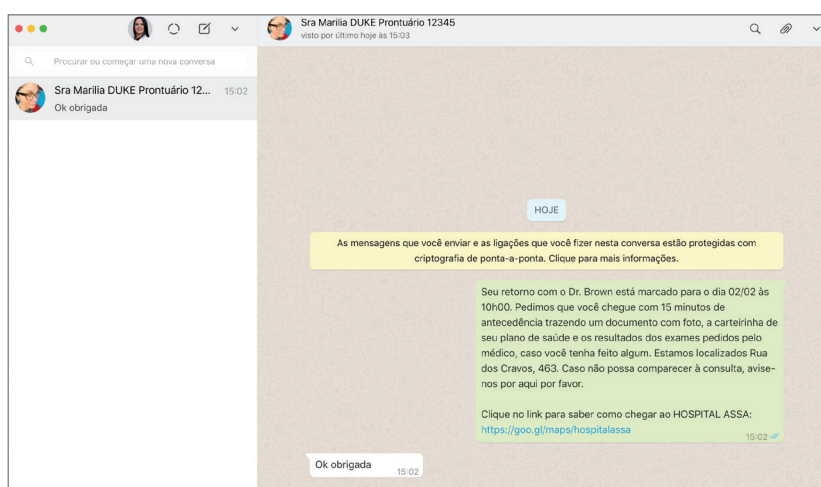 Sra Marilia DUKE Prontuário 12345
visto por último hoje às 15:03
Procurar ou começar uma nova conversa
Sra Marilia DUKE Prontuário 12... 15:02
Ok obrigada
HOJE
As mensagens que você enviar e as ligações que você fizer nesta conversa estão protegidas com
criptografia de ponta-a-ponta. Clique para mais informações.
Seu retorno com o Dr. Brown está marcado para o dia 02/02 às
10h00. Pedimos que você chegue com 15 minutos de
antecedência trazendo um documento com foto, a carteirinha de
seu plano de saúde e os resultados dos exames pedidos pelo
médico, caso você tenha feito algum. Estamos localizados Rua
dos Cravos, 463. Caso não possa comparecer à consulta, avise-
nos por aqui por favor.
Clique no link para saber como chegar ao HOSPITAL ASSA:
https://goo.gl/maps/hospitalassa
15:02
Ok obrigada
15:02